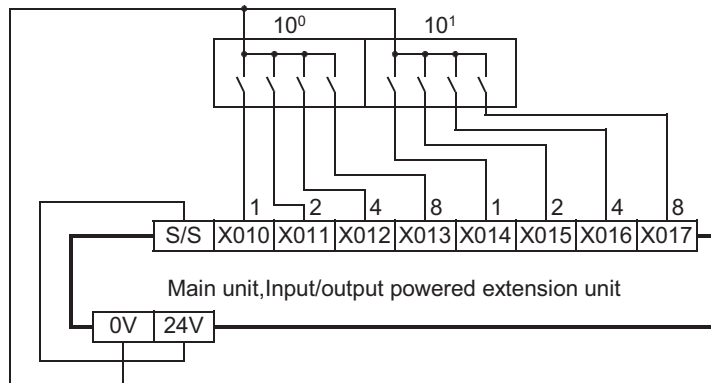 10⁰ 10¹
1 2 4 8 1 2 4 8
S/S X010 X011 X012 X013 X014 X015 X016 X017
Main unit,Input/output powered extension unit
0V 24V